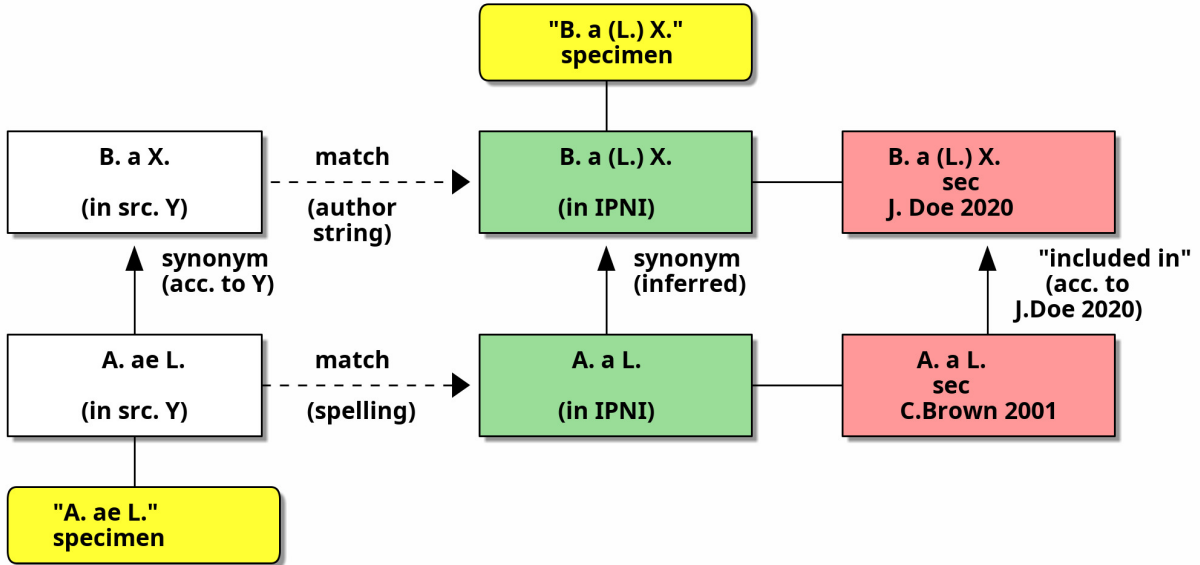 "B. a (L.) X."
specimen
B. a X.
(in src. Y)
match
(author
string)
B. a (L.) X.
(in IPNI)
B. a (L.) X.
sec
J. Doe 2020
synonym
(acc. to Y)
synonym
(inferred)
"included in"
(acc. to
J.Doe 2020)
A. ae L.
(in src. Y)
match
(spelling)
A. a L.
(in IPNI)
A. a L.
sec
C.Brown 2001
"A. ae L."
specimen